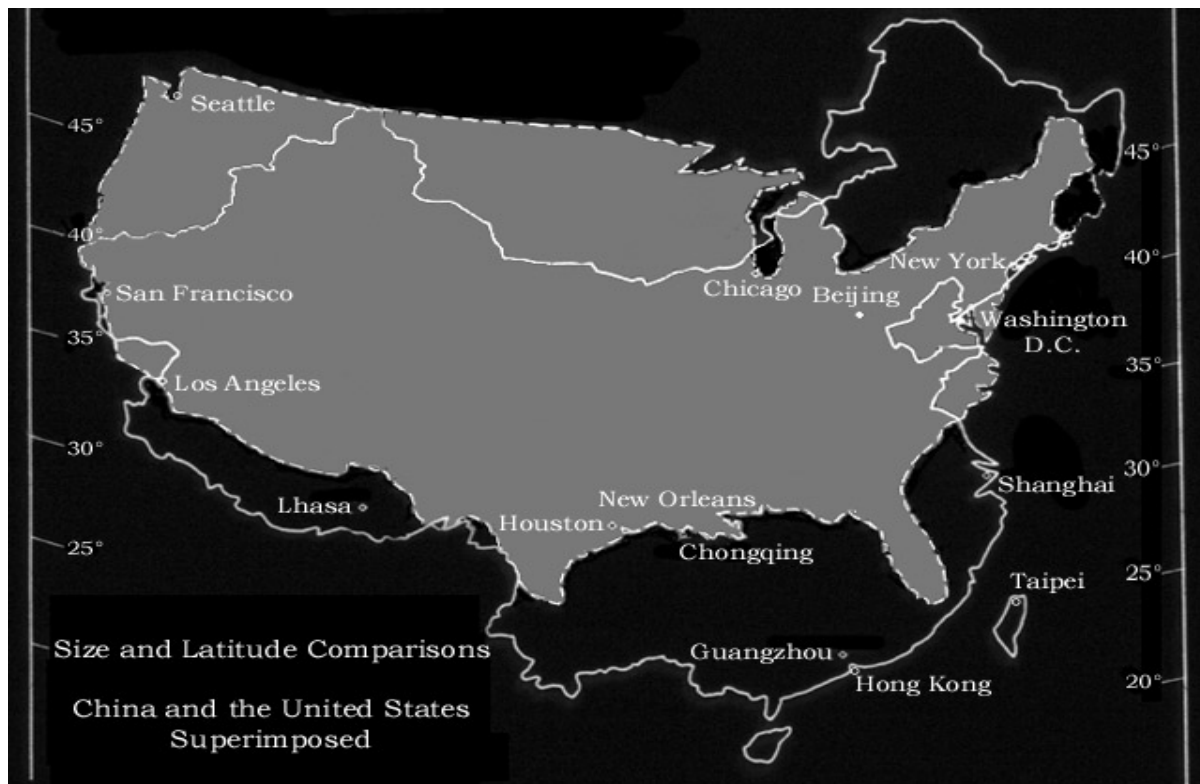 Seattle
45°
45°
40°
New York
40°
San Francisco
Chicago
Beijing
Washington
D.C.
35°
35°
Los Angeles
30°
30°
Lhasa
New Orleans
Shanghai
Houston
Chongqing
25°
25°
Taipei
Size and Latitude Comparisons
Guangzhou
Hong Kong
20°
China and the United States
Superimposed